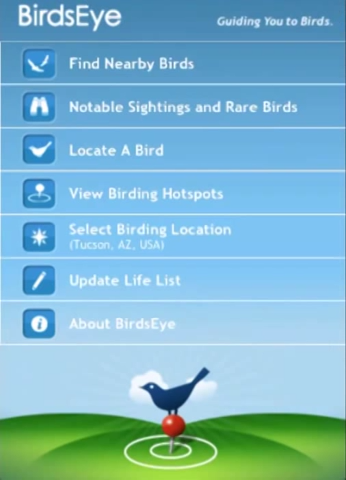 BirdsEye
Guiding You to Birds.
Find Nearby Birds
Notable Sightings and Rare Birds
Locate A Bird
View Birding Hotspots
Select Birding Location
(Tucson, AZ, USA)
Update Life List
About BirdsEye